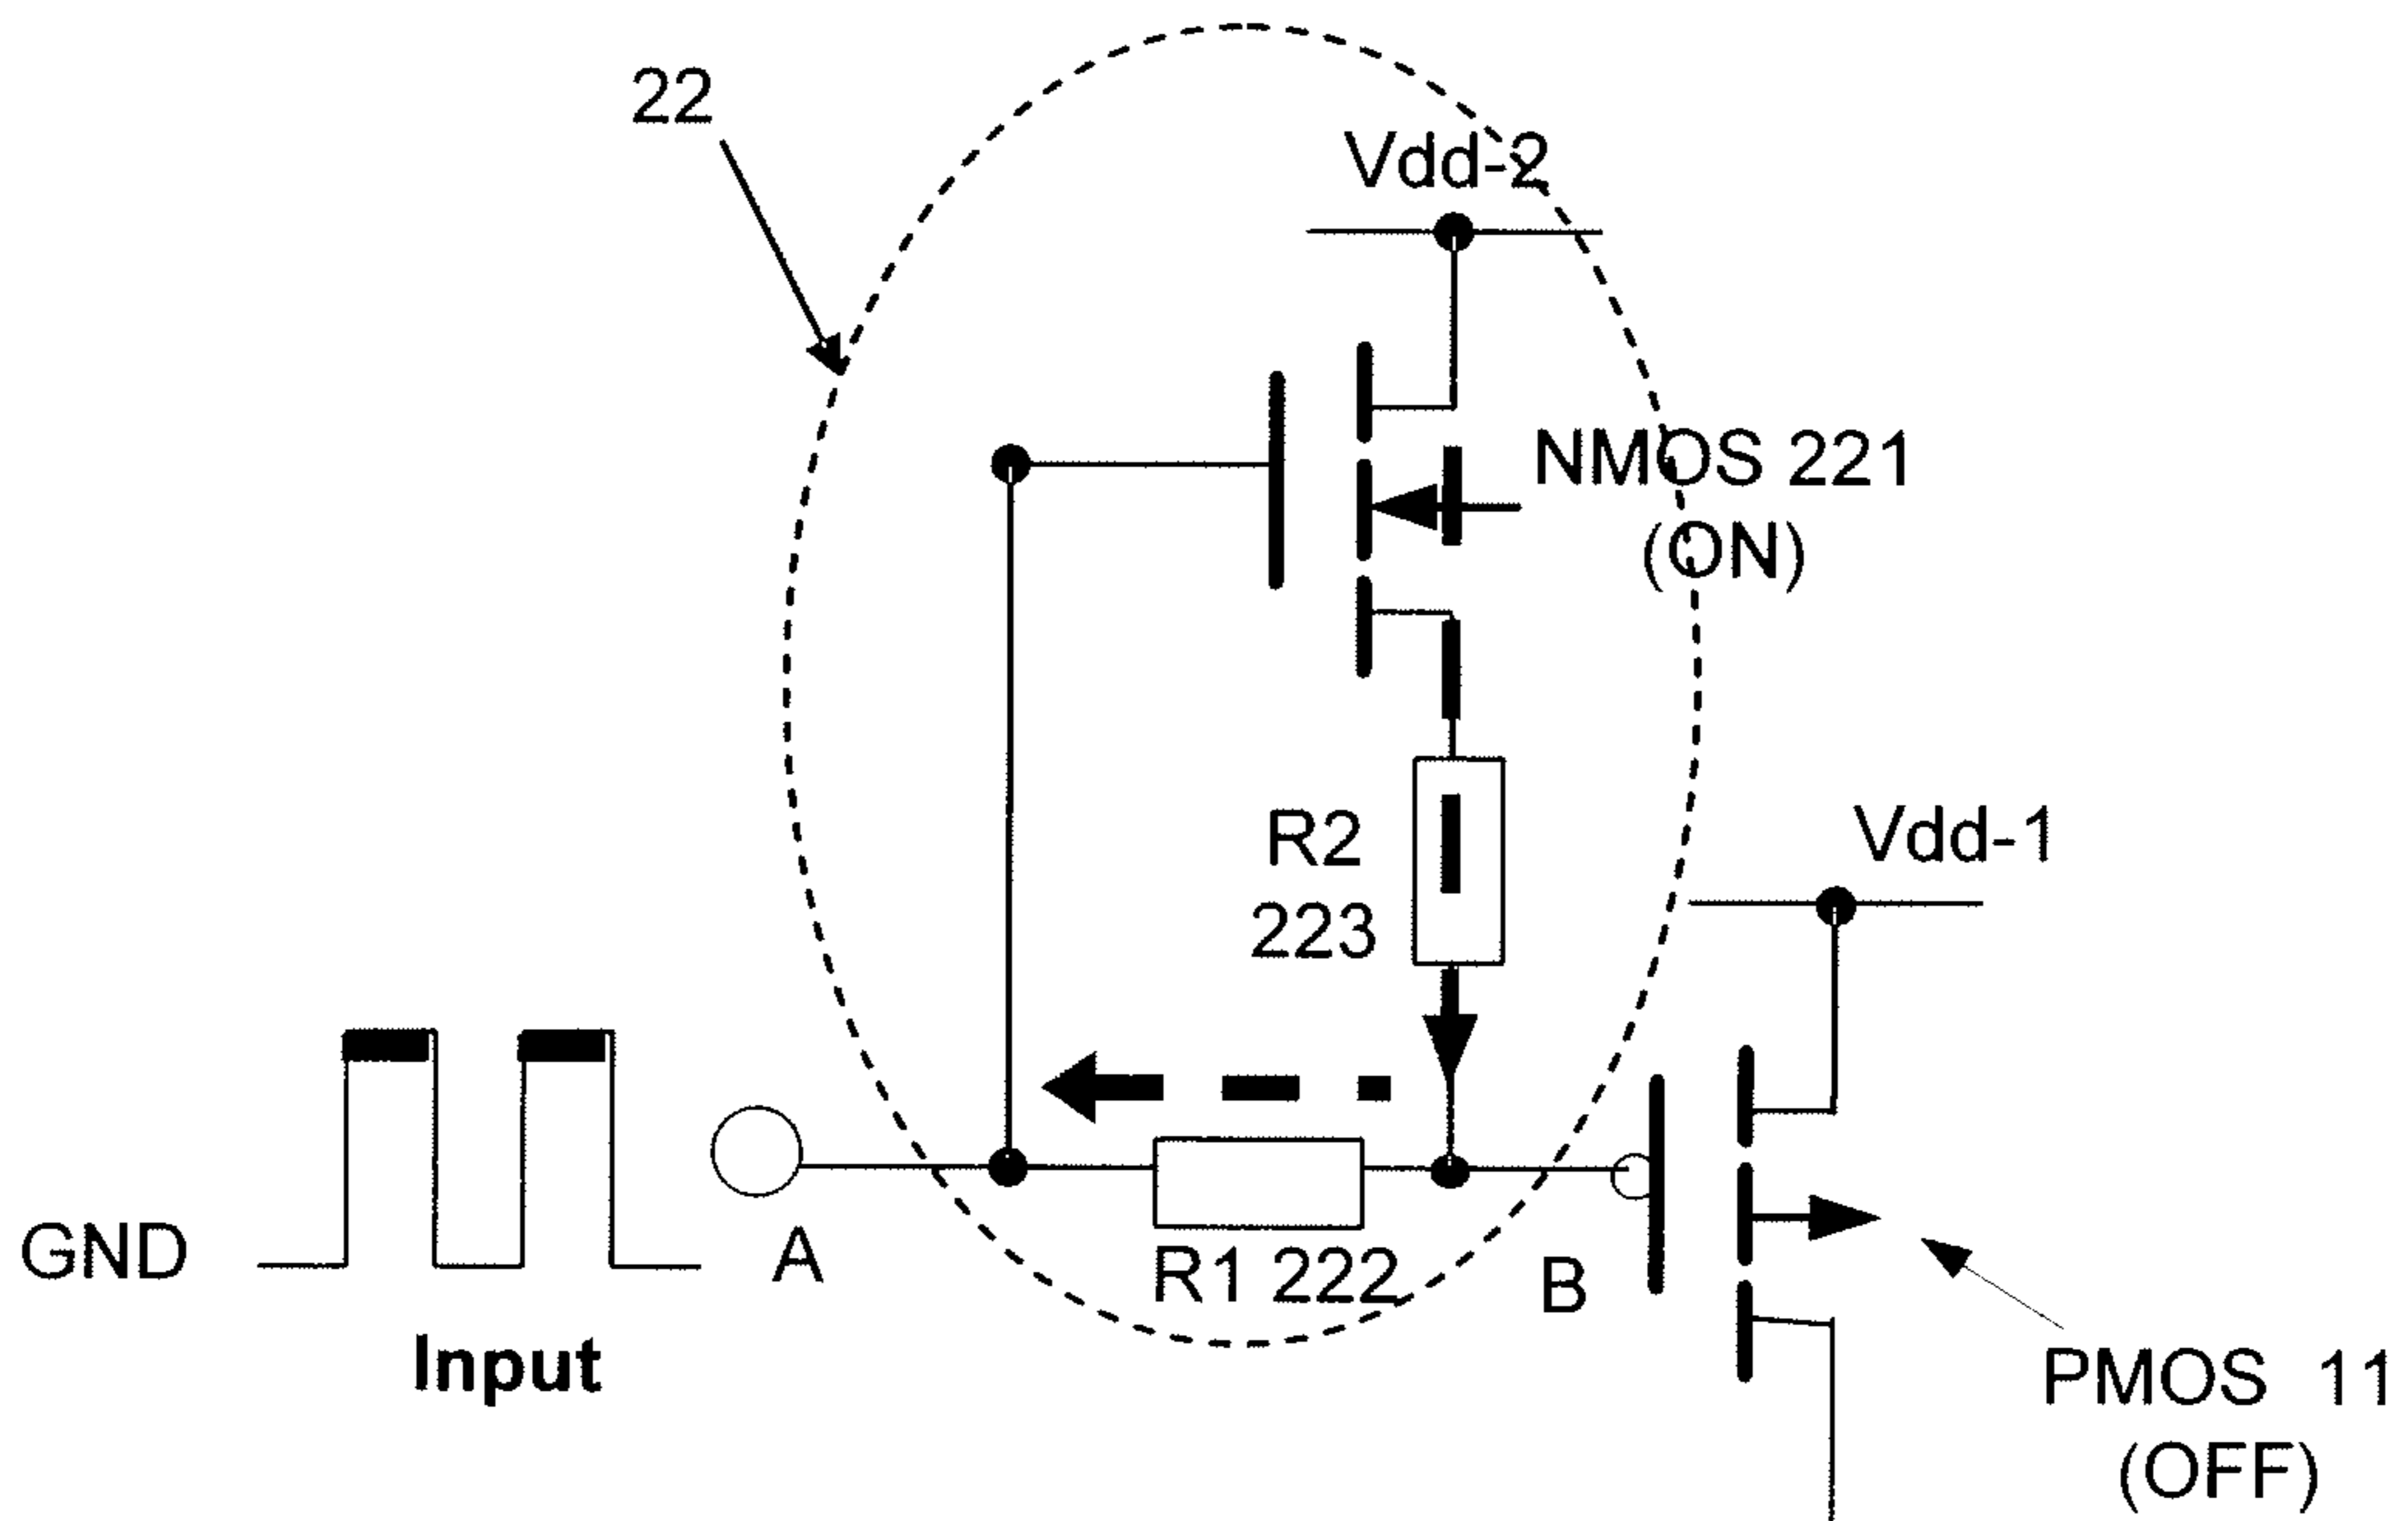 22
Vdd-2
NMOS 221
(ON)
R2
223
Vdd-1
GND
A
R1 222
B
Input
PMOS 11
(OFF)